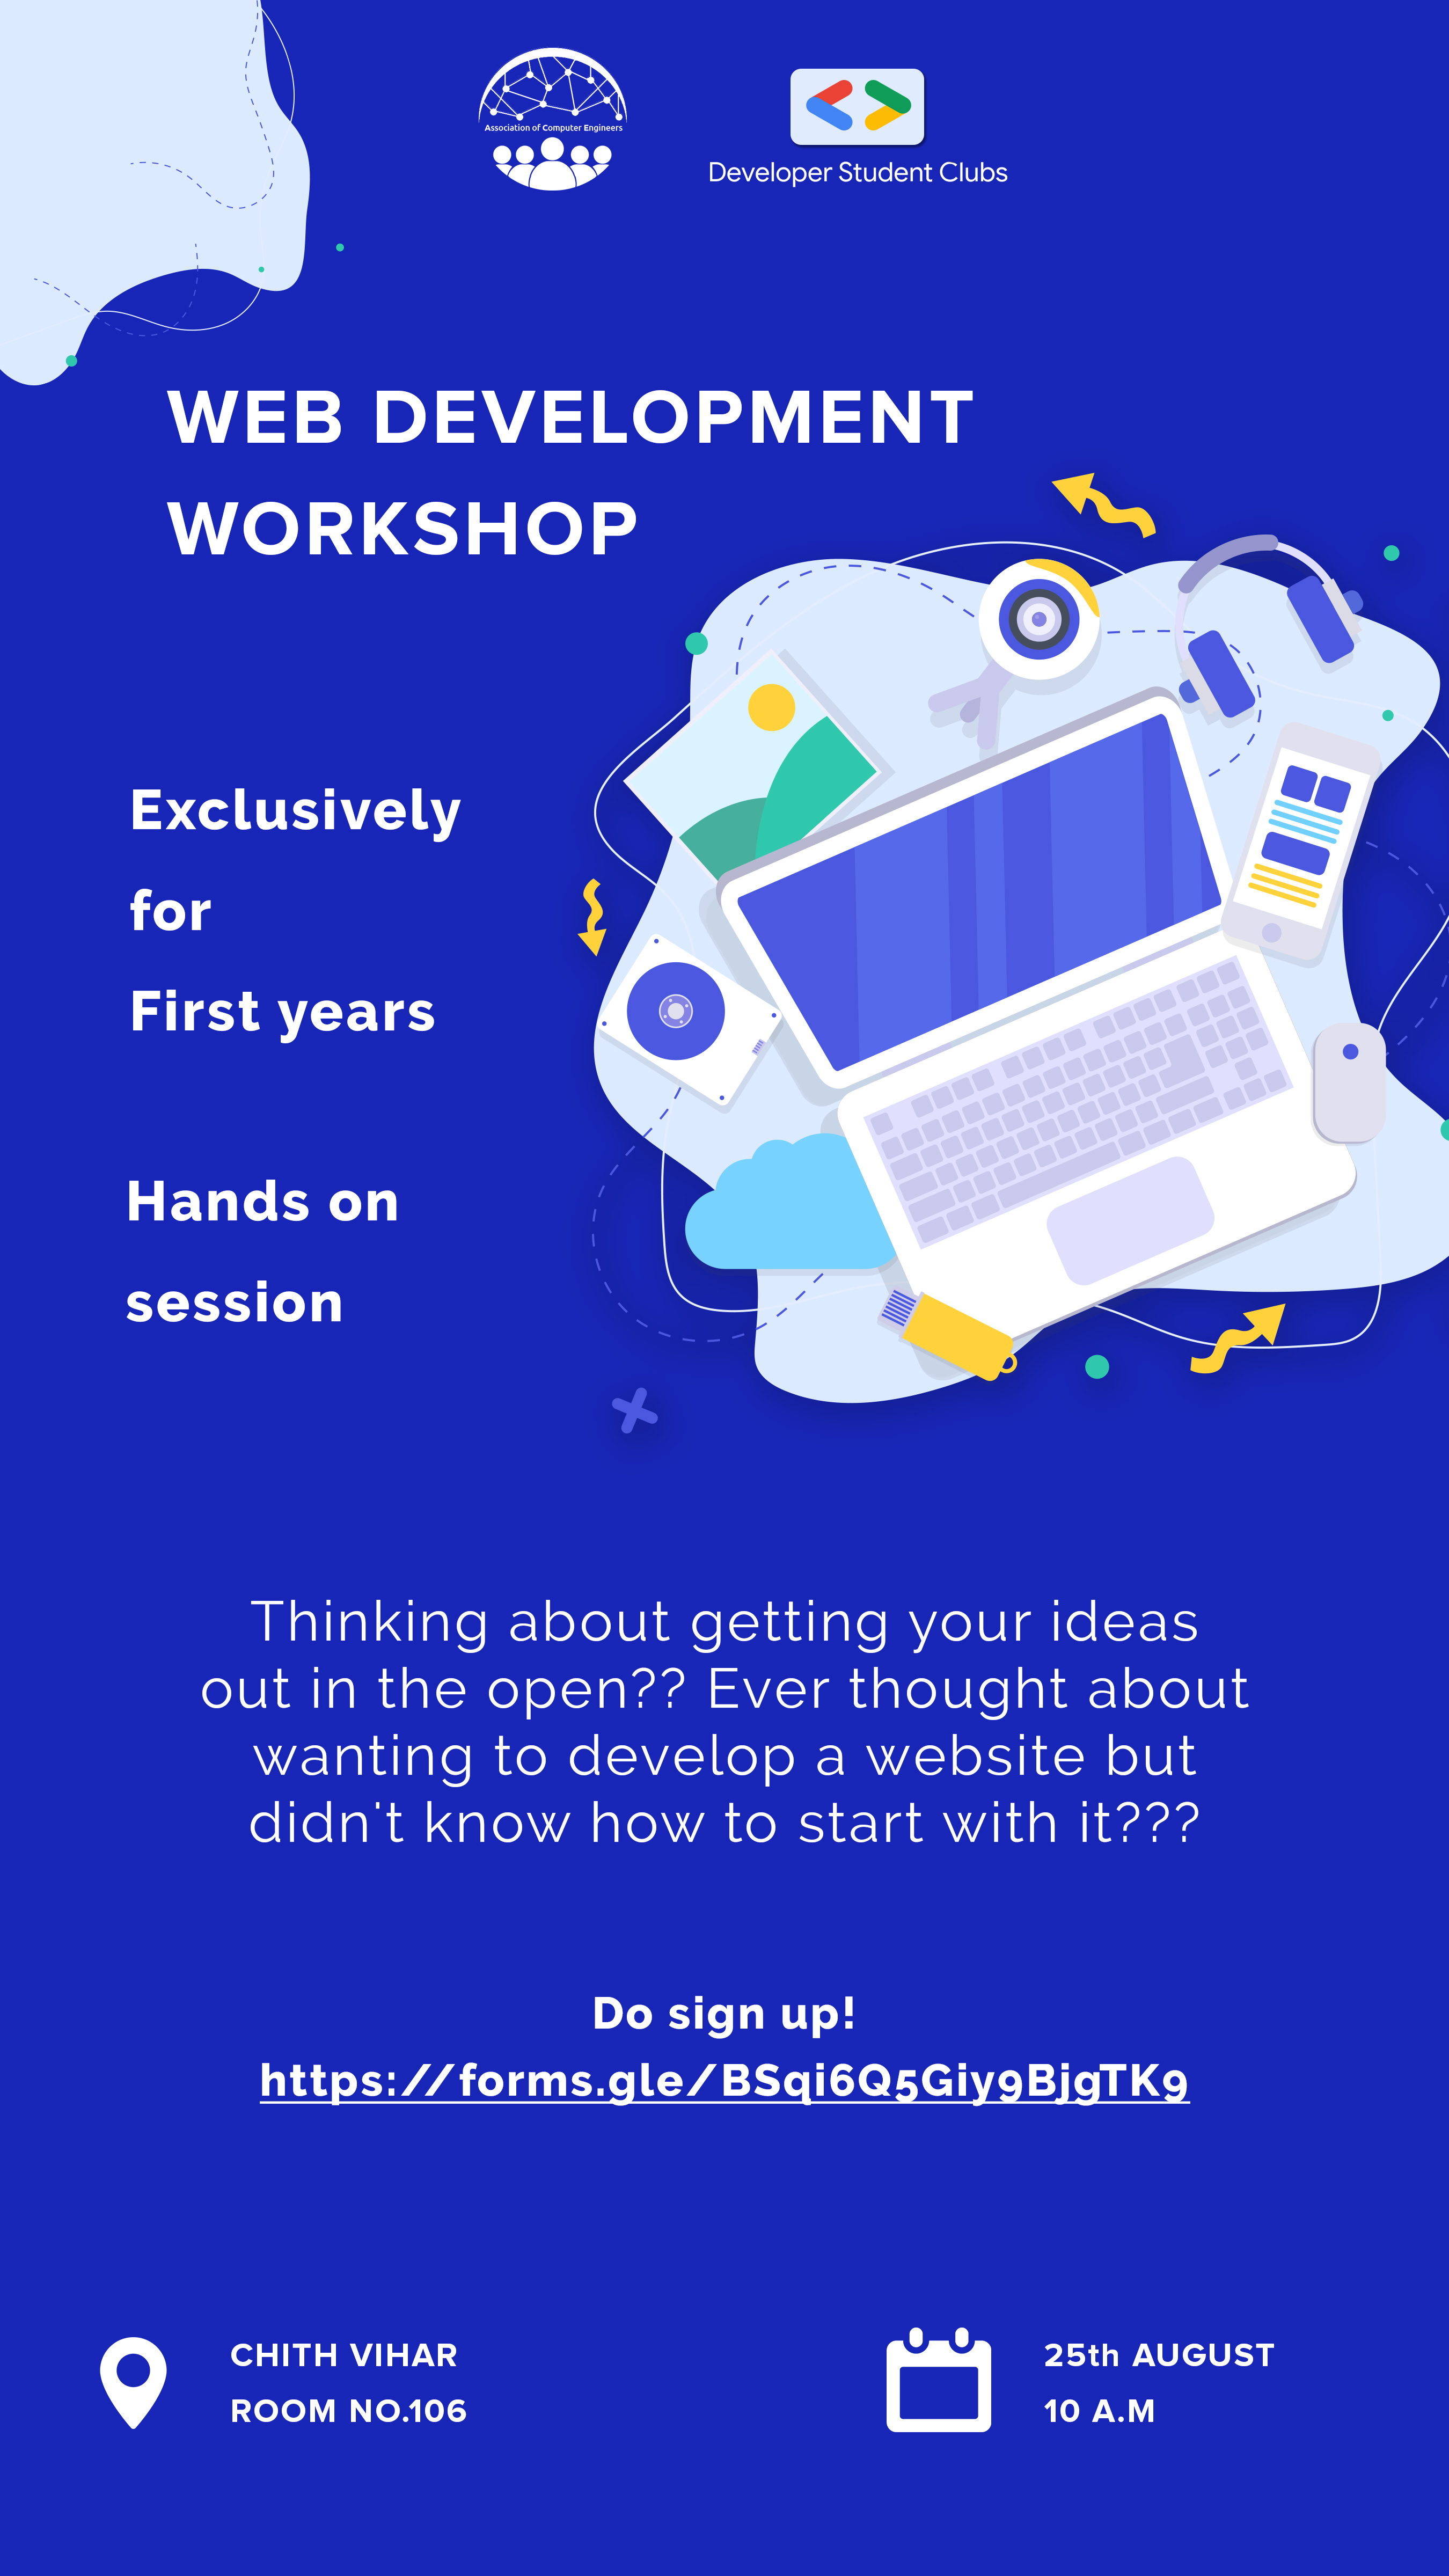 Association of Computer Engineers
Developer Student Clubs
WEB DEVELOPMENT
WORKSHOP
Exclusively
for
First years
Hands on
session
Thinking about getting your ideas
out in the open?? Ever thought about
wanting to develop a website but
didn't know how to start with it???
Do sign up!
https://forms.gle/BSqi6Q5Giy9BjgTK9
CHITH VIHAR
ROOM NO.106
25th AUGUST
10 A.M